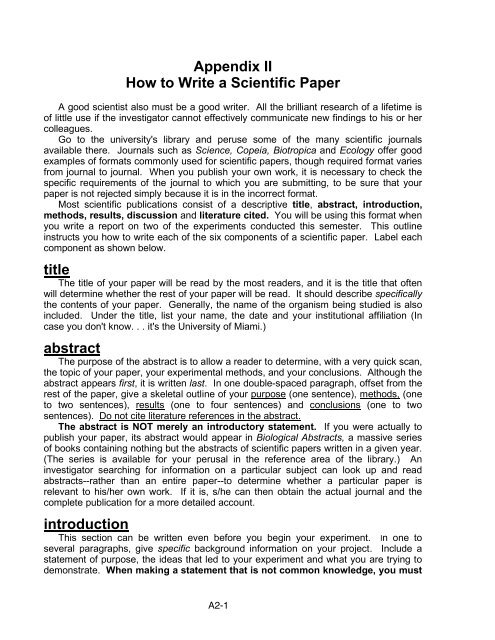 Appendix II
How to Write a Scientific Paper
A good scientist also must be a good writer. All the brilliant research of a lifetime is
of little use if the investigator cannot effectively communicate new findings to his or her
colleagues.
Go to the university's library and peruse some of the many scientific journals
available there. Journals such as Science, Copeia, Biotropica and Ecology offer good
examples of formats commonly used for scientific papers, though required format varies
from journal to journal. When you publish your own work, it is necessary to check the
specific requirements of the journal to which you are submitting, to be sure that your
paper is not rejected simply because it is in the incorrect format.
Most scientific publications consist of a descriptive title, abstract, introduction,
methods, results, discussion and literature cited. You will be using this format when
you write a report on two of the experiments conducted this semester. This outline
instructs you how to write each of the six components of a scientific paper. Label each
component as shown below.
title
The title of your paper will be read by the most readers, and it is the title that often
will determine whether the rest of your paper will be read. It should describe specifically
the contents of your paper. Generally, the name of the organism being studied is also
included. Under the title, list your name, the date and your institutional affiliation (In
case you don't know. . . it's the University of Miami.)
abstract
The purpose of the abstract is to allow a reader to determine, with a very quick scan,
the topic of your paper, your experimental methods, and your conclusions. Although the
abstract appears first, it is written last. In one double-spaced paragraph, offset from the
rest of the paper, give a skeletal outline of your purpose (one sentence), methods, (one
to two sentences), results (one to four sentences) and conclusions (one to two
sentences). Do not cite literature references in the abstract.
The abstract is NOT merely an introductory statement. If you were actually to
publish your paper, its abstract would appear in Biological Abstracts, a massive series
of books containing nothing but the abstracts of scientific papers written in a given year.
(The series is available for your perusal in the reference area of the library.) An
investigator searching for information on a particular subject can look up and read
abstracts--rather than an entire paper--to determine whether a particular paper is
relevant to his/her own work. If it is, s/he can then obtain the actual journal and the
complete publication for a more detailed account.
introduction
This section can be written even before you begin your experiment. In one to
several paragraphs, give specific background information on your project. Include a
statement of purpose, the ideas that led to your experiment and what you are trying to
demonstrate. When making a statement that is not common knowledge, you must
A2-1